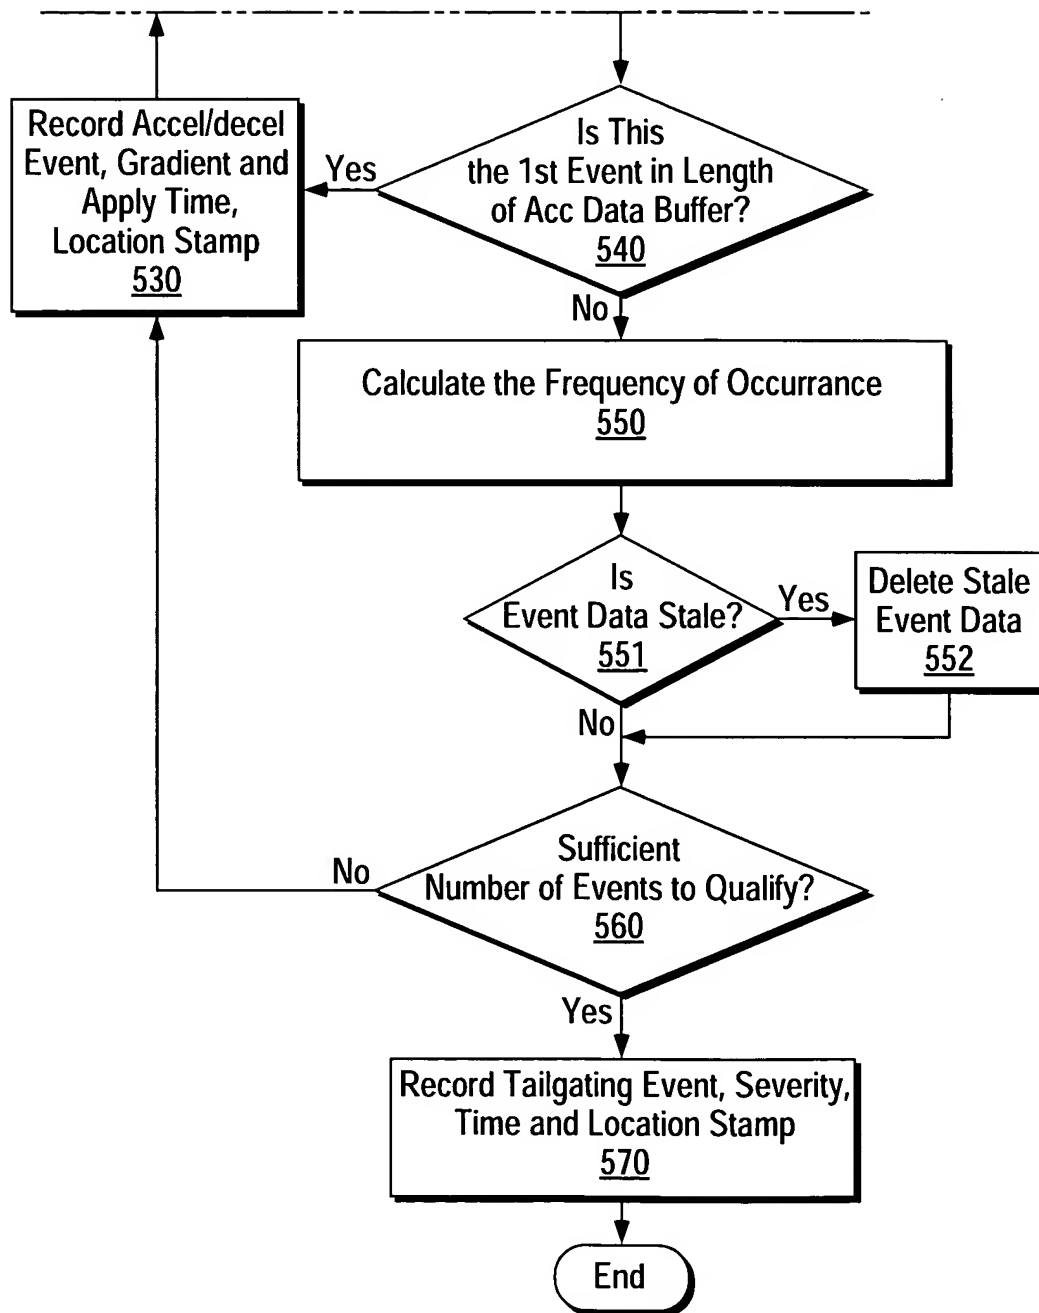 Record Accel/decel
Event, Gradient and
Apply Time,
Location Stamp
530
Yes
Is This
the 1st Event in Length
of Acc Data Buffer?
540
No
Calculate the Frequency of Occurrance
550
Is
Event Data Stale?
551
Yes
Delete Stale
Event Data
552
No
Sufficient
Number of Events to Qualify?
560
No
Yes
Record Tailgating Event, Severity,
Time and Location Stamp
570
End